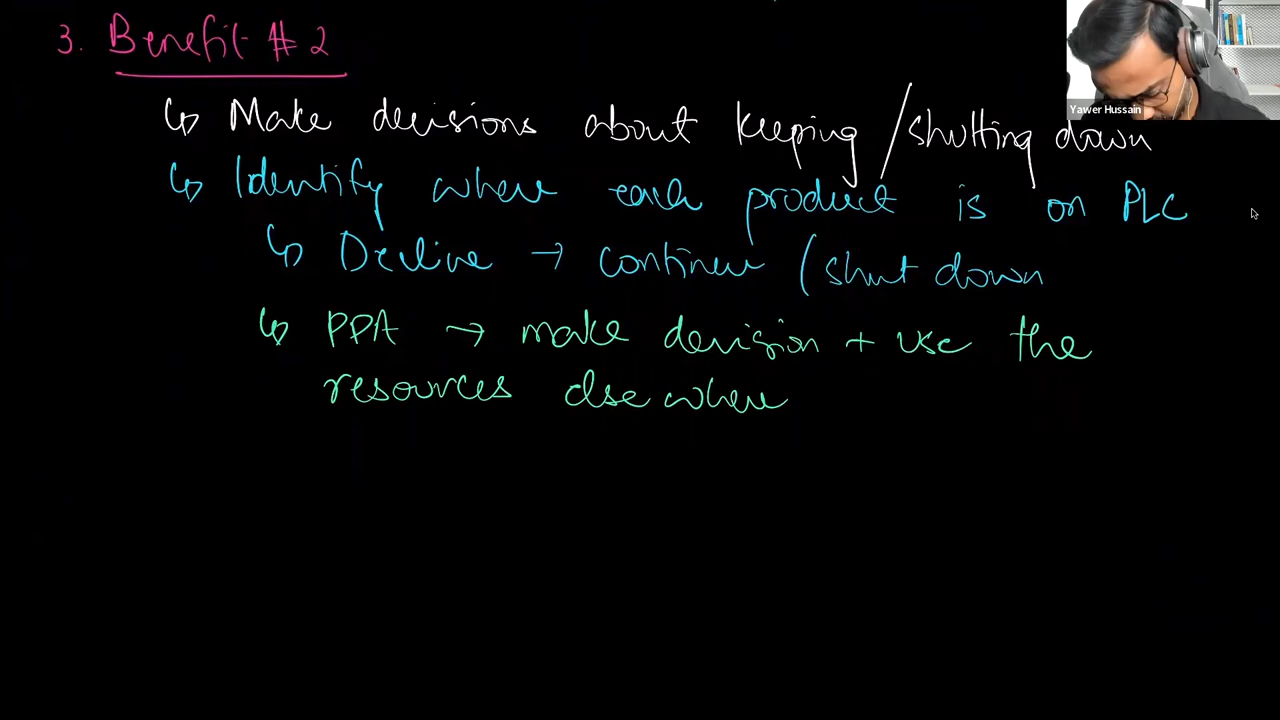 3. Benefit # 2
↳ Make decisions about keeping / shutting down
↳ Identify where each product is on PLC
↳ Decline → continue / shut down
↳ PPA → make decision + use the
resources elsewhere
Yawer Hussain